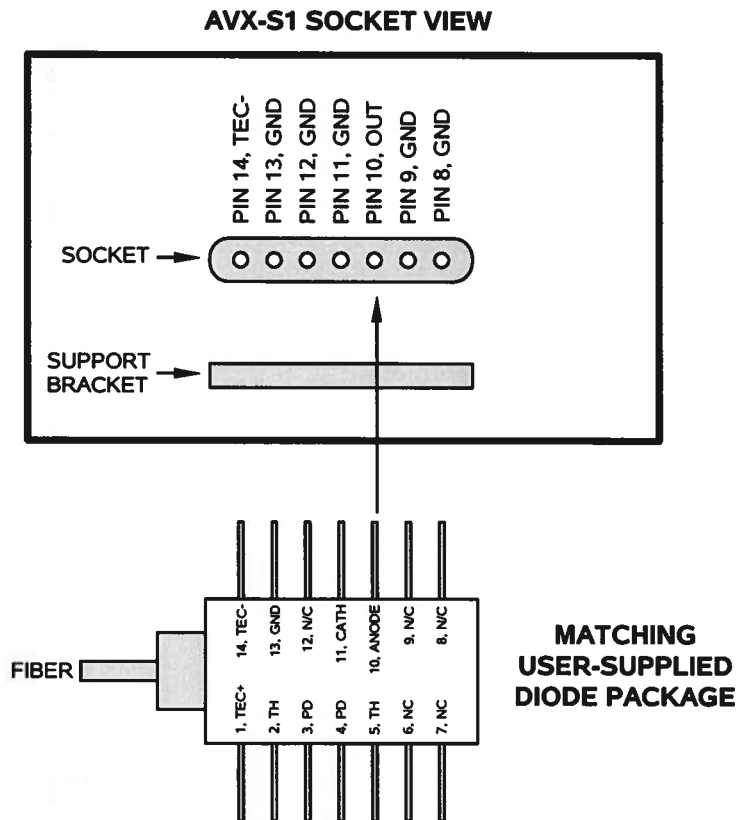 AVX-S1 SOCKET VIEW
PIN 14, TEC-
PIN 13, GND
PIN 12, GND
PIN 11, GND
PIN 10, OUT
PIN 9, GND
PIN 8, GND
SOCKET
SUPPORT
BRACKET
14, TEC-
13, GND
12, N/C
11, CATH
10, ANODE
9, N/C
8, N/C
FIBER
1, TEC+
2, TH
3, PD
4, PD
5, TH
6, NC
7, NC
MATCHING
USER-SUPPLIED
DIODE PACKAGE